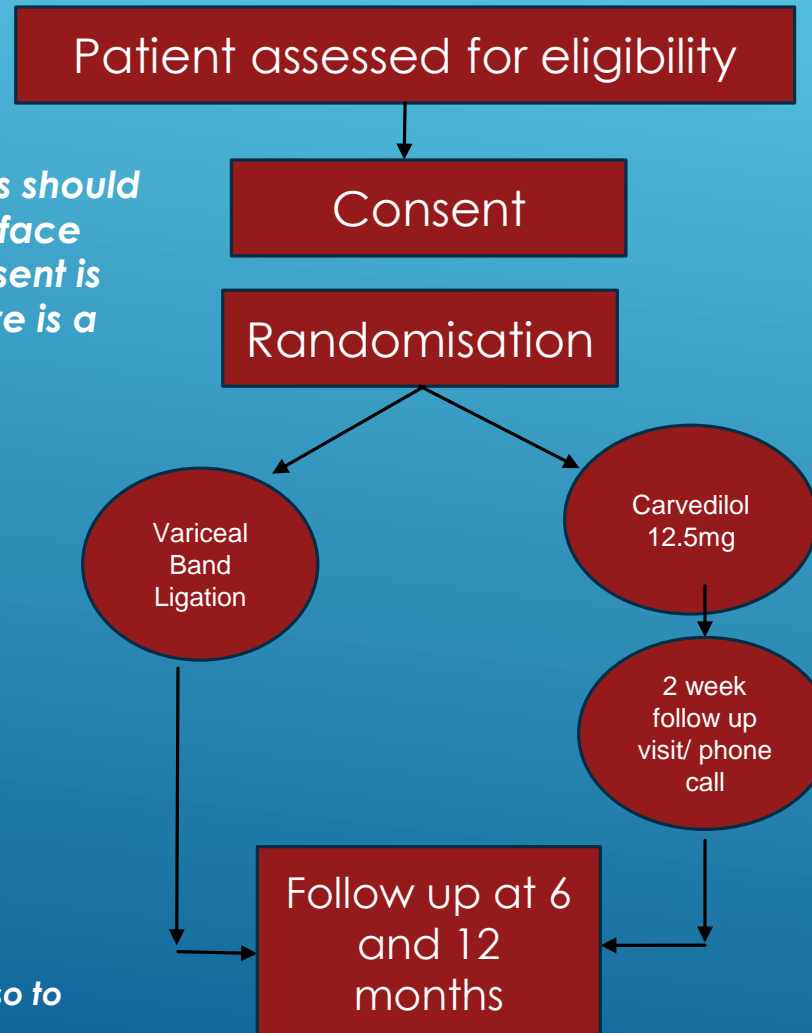 Patient assessed for eligibility
s should
face
sent is
re is a
Consent
Randomisation
Variceal
Band
Ligation
Carvedilol
12.5mg
2 week
follow up
visit/ phone
call
Follow up at 6
and 12
months
so to